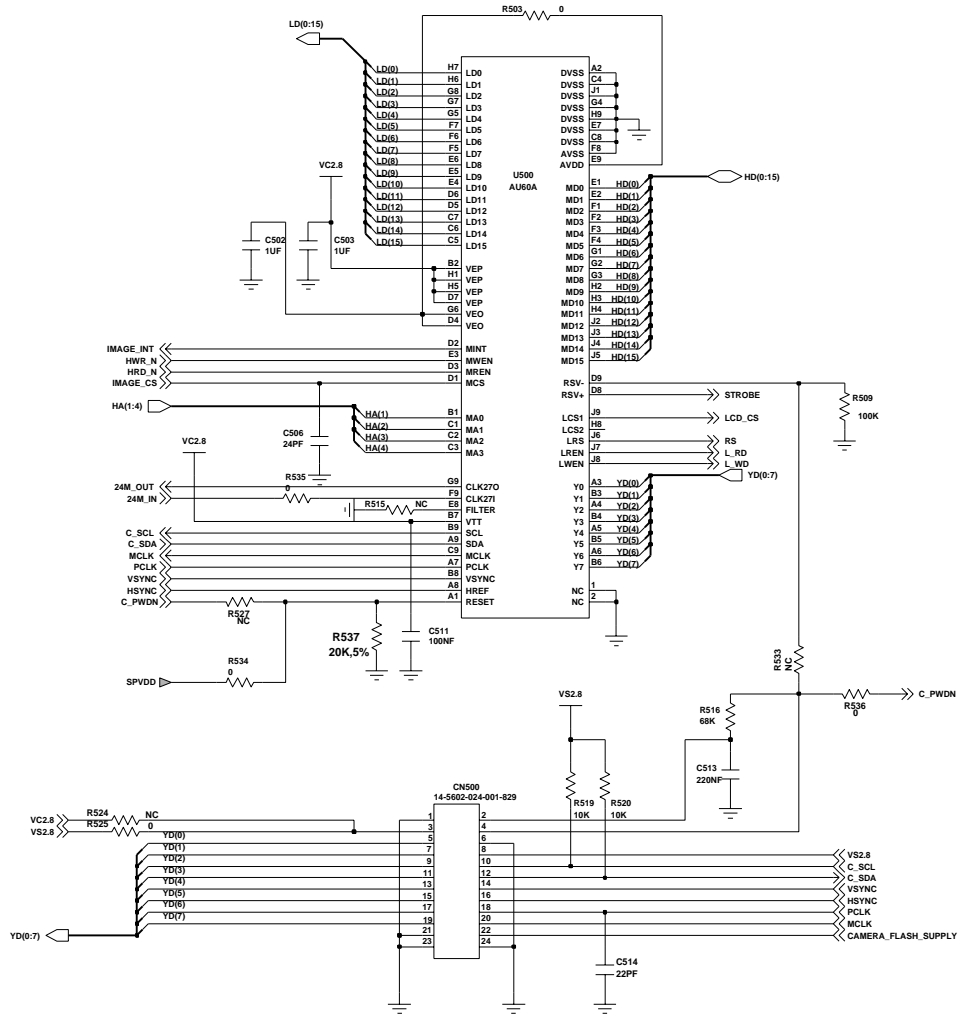 R503 0
LD(0:15)
U500
AU60A
LD(0) H7 LD0
LD(1) H6 LD1
LD(2) G8 LD2
LD(3) G7 LD3
LD(4) G5 LD4
LD(5) F7 LD5
LD(6) F6 LD6
LD(7) F5 LD7
LD(8) E6 LD8
LD(9) E5 LD9
LD(10) E4 LD10
LD(11) D6 LD11
LD(12) D5 LD12
LD(13) C7 LD13
LD(14) C6 LD14
LD(15) C5 LD15
B2 VEP
H1 VEP
H5 VEP
D7 VEP
G6 VEO
D4 VEO
VC2.8
C502
1UF
C503
1UF
DVSS A2
DVSS C4
DVSS J1
DVSS G4
DVSS H9
DVSS E7
DVSS C8
AVSS F8
AVDD E9
MD0 E1 HD(0)
MD1 E2 HD(1)
MD2 F1 HD(2)
MD3 F2 HD(3)
MD4 F3 HD(4)
MD5 F4 HD(5)
MD6 G1 HD(6)
MD7 G2 HD(7)
MD8 G3 HD(8)
MD9 H2 HD(9)
MD10 H3 HD(10)
MD11 H4 HD(11)
MD12 J2 HD(12)
MD13 J3 HD(13)
MD14 J4 HD(14)
MD15 J5 HD(15)
HD(0:15)
IMAGE_INT D2 MINT
HWR_N E3 MWEN
HRD_N D3 MREN
IMAGE_CS D1 MCS
HA(1:4)
HA(1) B1 MA0
HA(2) C1 MA1
HA(3) C2 MA2
HA(4) C3 MA3
C506
24PF
VC2.8
R535
0
24M_OUT G9 CLK27O
24M_IN F9 CLK27I
R515 NC E8 FILTER
B7 VTT
C_SCL B9 SCL
C_SDA A9 SDA
MCLK C9 MCLK
PCLK A7 PCLK
VSYNC B8 VSYNC
HSYNC A8 HREF
C_PWDN A1 RESET
R527
NC
R537
20K,5%
C511
100NF
R534
0
SPVDD
RSV- D9
RSV+ D8 STROBE
R509
100K
LCS1 J9 LCD_CS
LCS2 H8
LRS J6 RS
LREN J7 L_RD
LWEN J8 L_WD
YD(0:7)
Y0 A3 YD(0)
Y1 B3 YD(1)
Y2 A4 YD(2)
Y3 B4 YD(3)
Y4 A5 YD(4)
Y5 B5 YD(5)
Y6 A6 YD(6)
Y7 B6 YD(7)
NC 1
NC 2
R533
NC
R516
68K
R536
0
C_PWDN
C513
220NF
VS2.8
R519
10K
R520
10K
CN500
14-5602-024-001-829
VC2.8 R524 NC
VS2.8 R525 0
1 2
3 4
YD(0) 5 6
YD(1) 7 8 VS2.8
YD(2) 9 10 C_SCL
YD(3) 11 12 C_SDA
YD(4) 13 14 VSYNC
YD(5) 15 16 HSYNC
YD(6) 17 18 PCLK
YD(7) 19 20 MCLK
21 22 CAMERA_FLASH_SUPPLY
23 24
YD(0:7)
C514
22PF